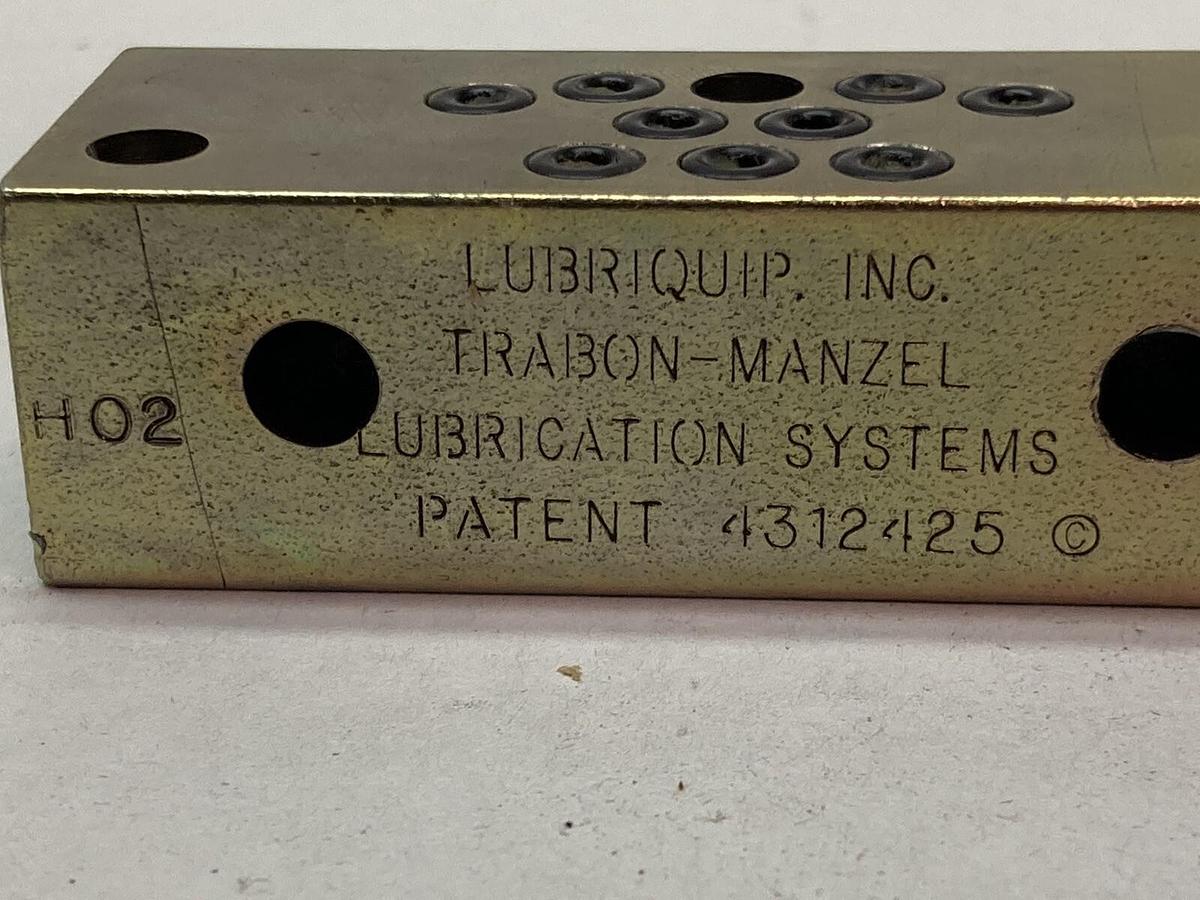 LUBRIQUIP. INC.
TRABON-MANZEL
LUBRICATION SYSTEMS
PATENT 4312425 ©
H02